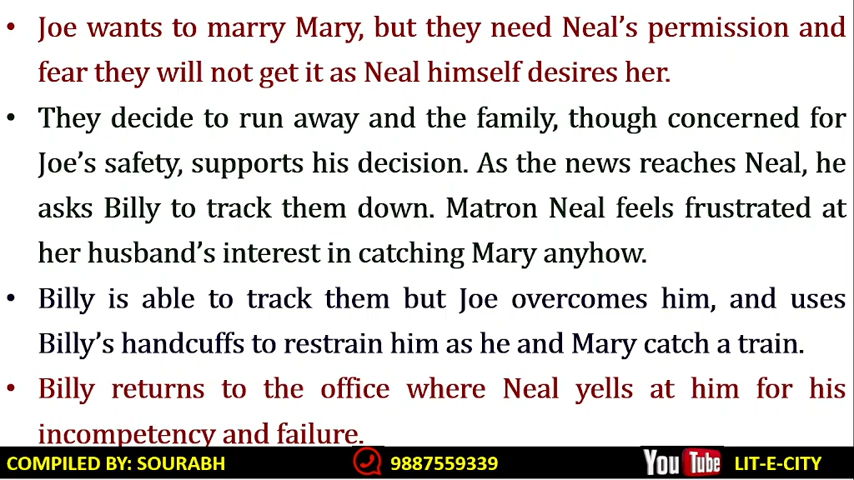 • Joe wants to marry Mary, but they need Neal’s permission and
fear they will not get it as Neal himself desires her.
• They decide to run away and the family, though concerned for
Joe’s safety, supports his decision. As the news reaches Neal, he
asks Billy to track them down. Matron Neal feels frustrated at
her husband’s interest in catching Mary anyhow.
• Billy is able to track them but Joe overcomes him, and uses
Billy’s handcuffs to restrain him as he and Mary catch a train.
• Billy returns to the office where Neal yells at him for his
incompetency and failure.
COMPILED BY: SOURABH 9887559339 YouTube LIT-E-CITY